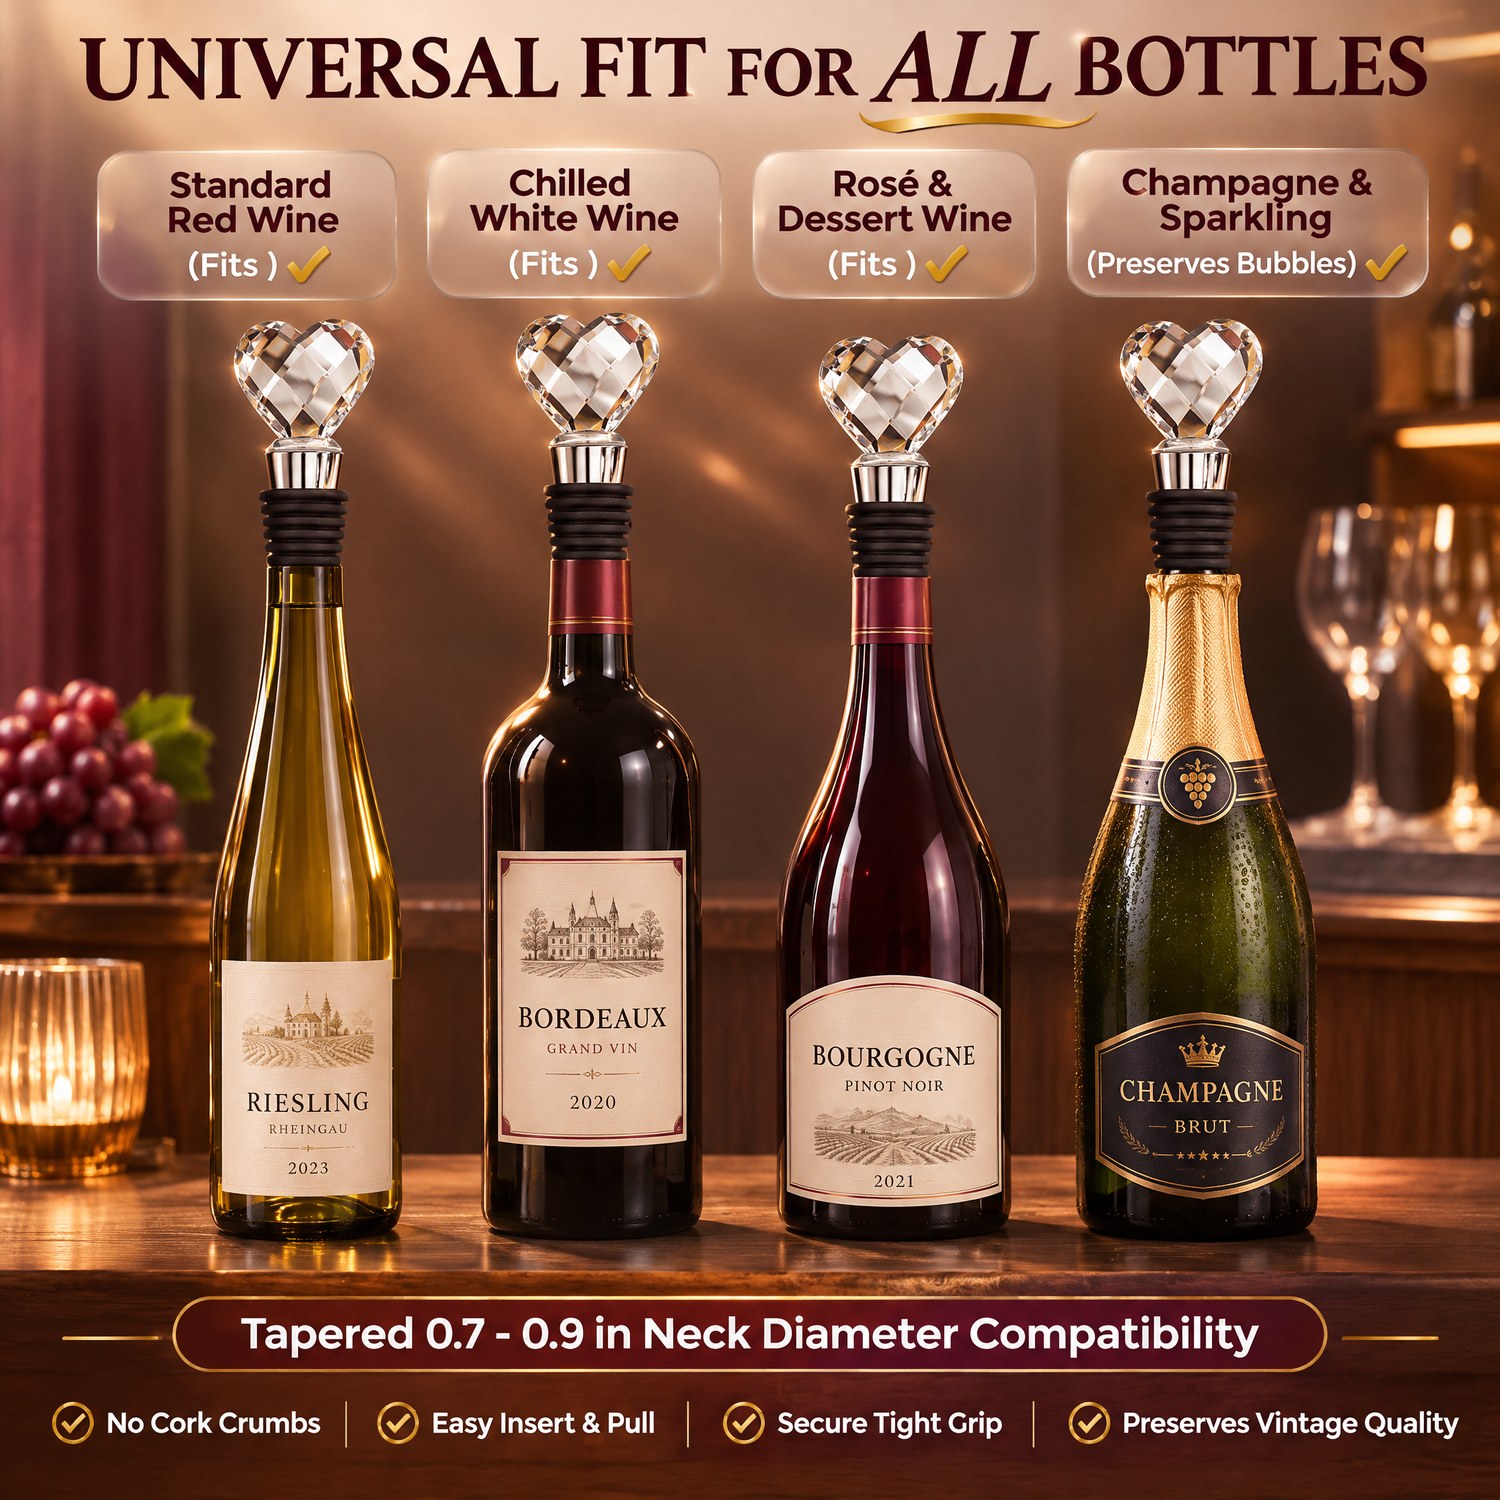 UNIVERSAL FIT FOR ALL BOTTLES
Standard
Red Wine
(Fits )
Chilled
White Wine
(Fits )
Rosé &
Dessert Wine
(Fits )
Champagne &
Sparkling
(Preserves Bubbles)
RIESLING
RHEINGAU
2023
BORDEAUX
GRAND VIN
2020
BOURGOGNE
PINOT NOIR
2021
CHAMPAGNE
BRUT
Tapered 0.7 - 0.9 in Neck Diameter Compatibility
No Cork Crumbs
Easy Insert & Pull
Secure Tight Grip
Preserves Vintage Quality